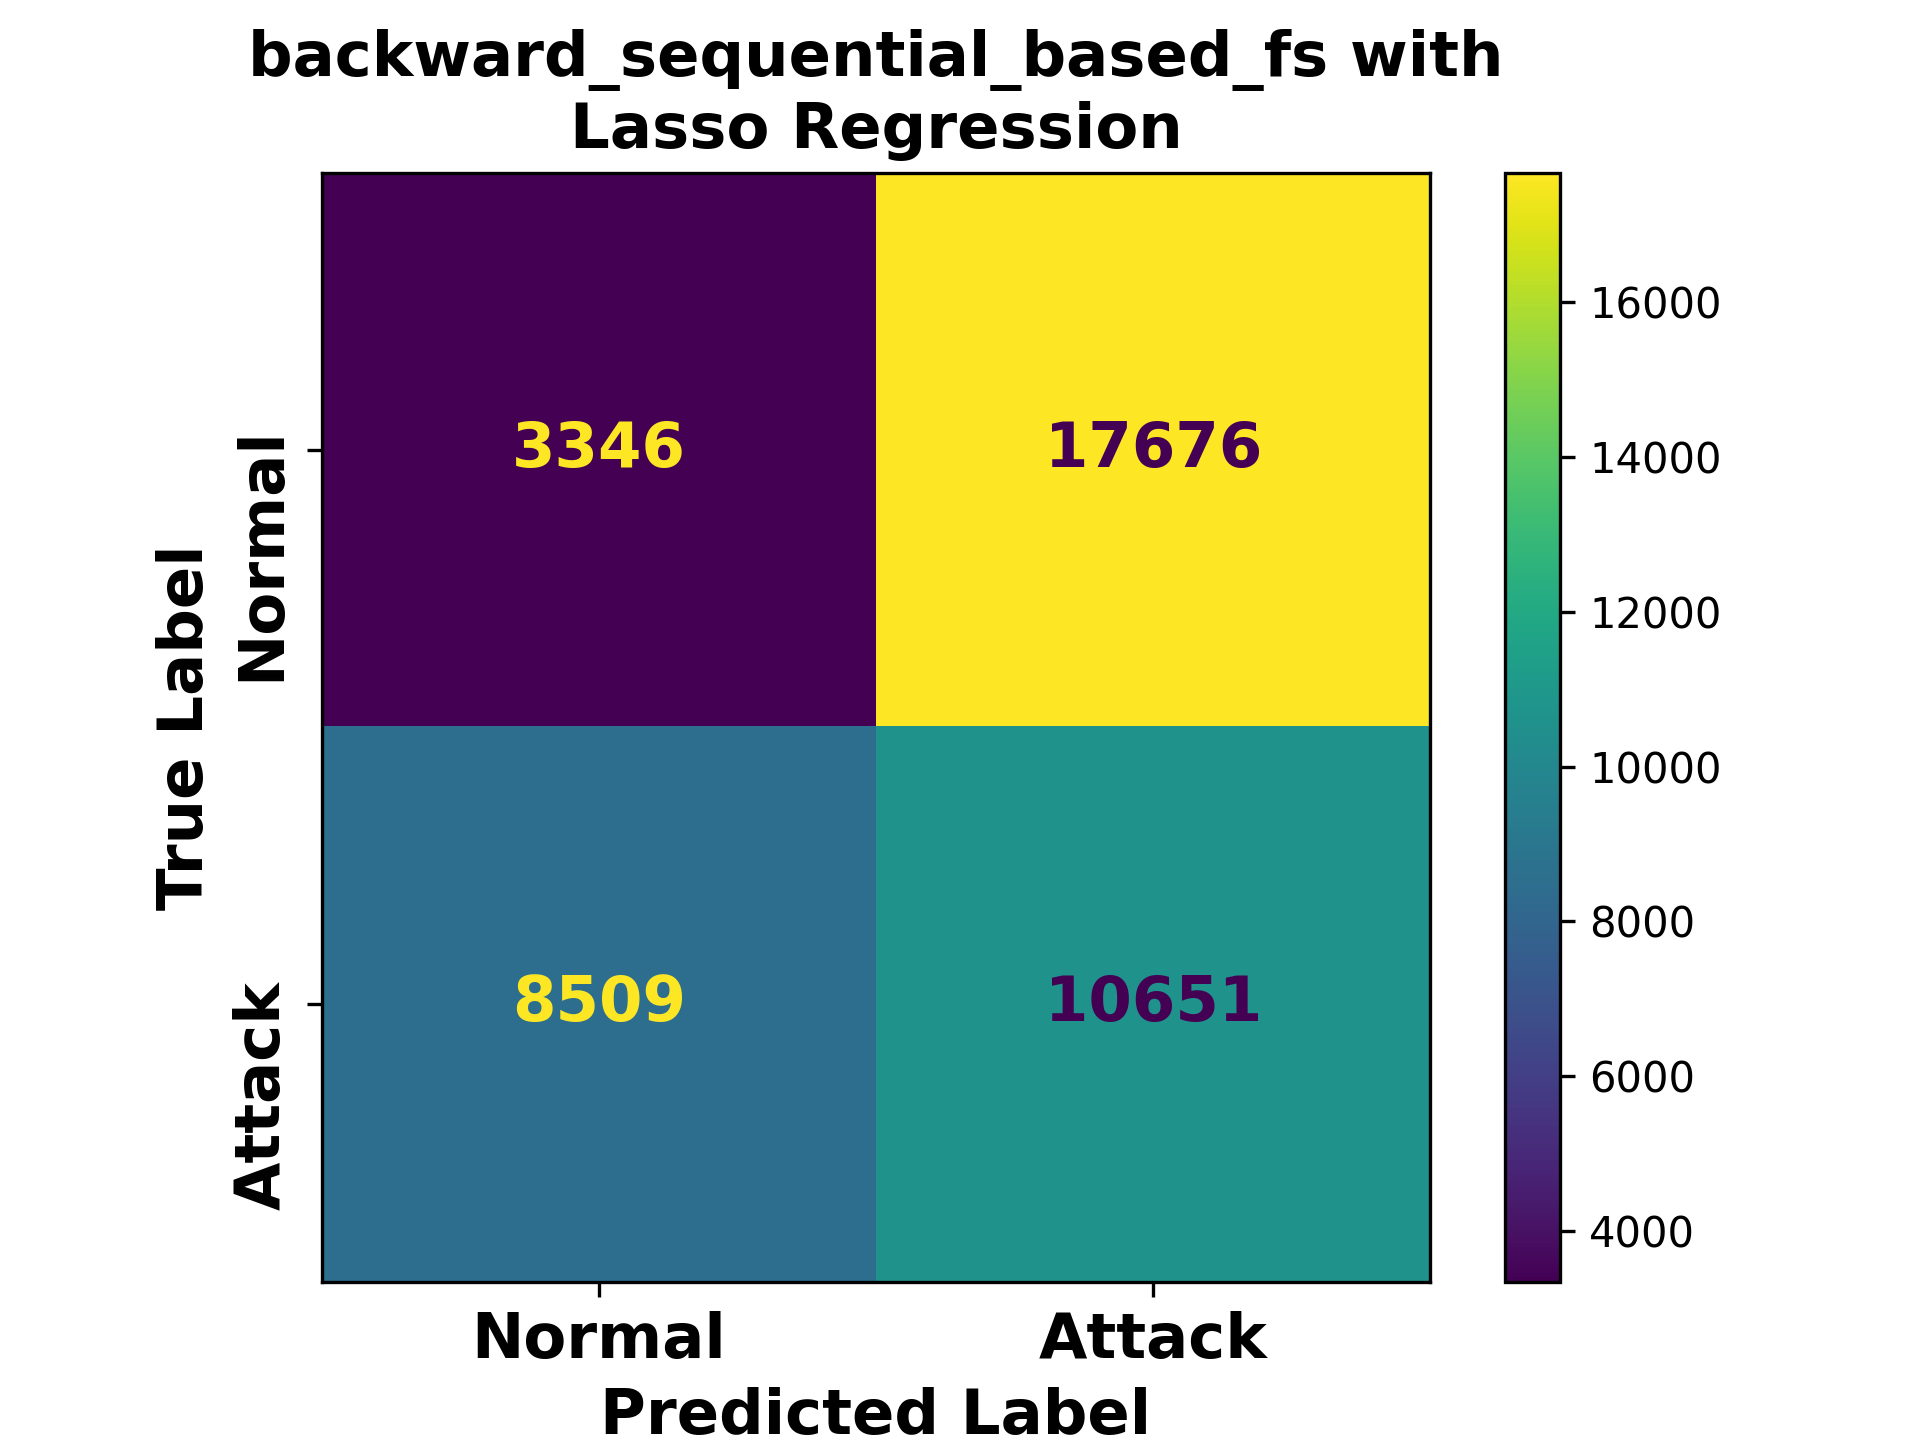 backward_sequential_based_fs with
Lasso Regression
True Label
Normal
3346
17676
Attack
8509
10651
Normal
Attack
Predicted Label
16000
14000
12000
10000
8000
6000
4000